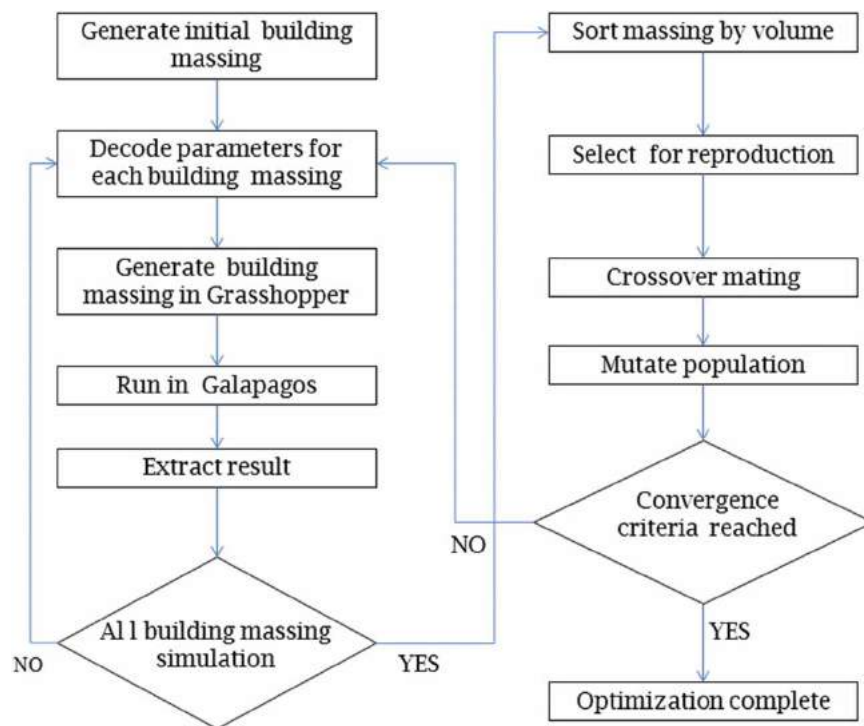 Generate initial building
massing
Decode parameters for
each building massing
Generate building
massing in Grasshopper
Run in Galapagos
Extract result
Al l building massing
simulation
NO
YES
Sort massing by volume
Select for reproduction
Crossover mating
Mutate population
Convergence
criteria reached
NO
YES
Optimization complete